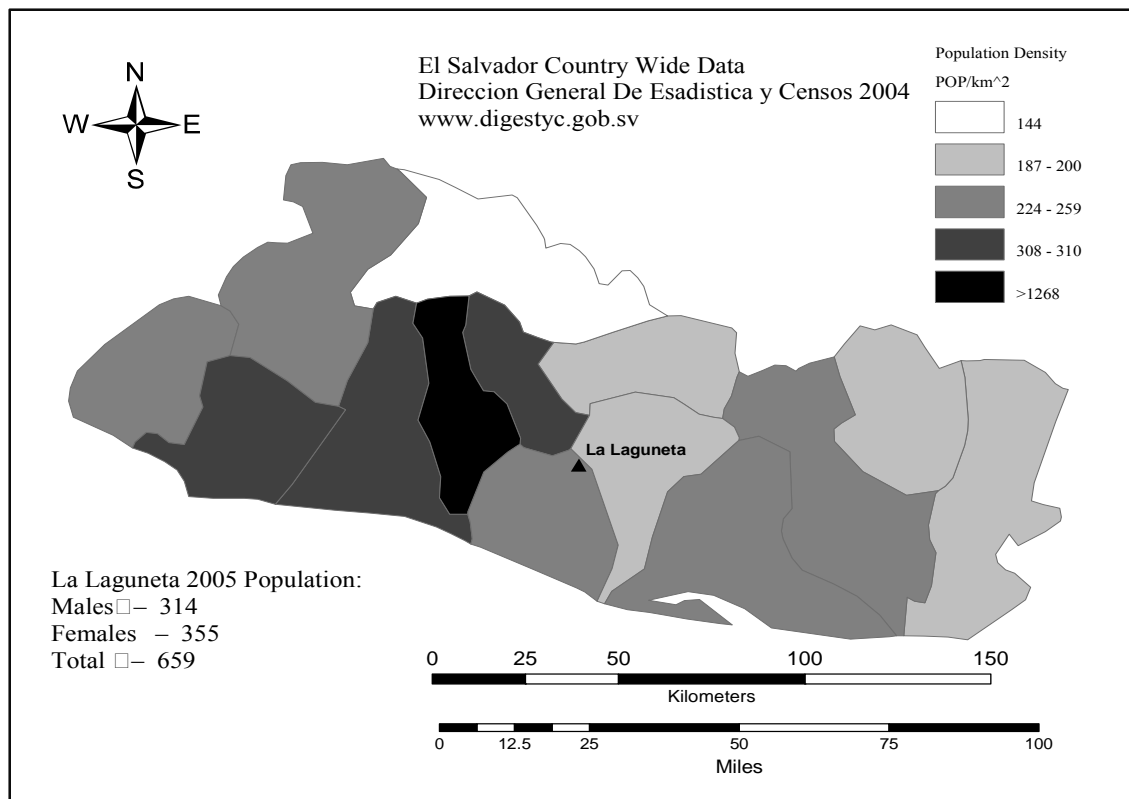 N
W E
S
El Salvador Country Wide Data
Direccion General De Esadistica y Censos 2004
www.digestyc.gob.sv
Population Density
POP/km^2
144
187 - 200
224 - 259
308 - 310
>1268
La Laguneta
La Laguneta 2005 Population:
Males□– 314
Females – 355
Total □– 659
0 25 50 100 150
Kilometers
0 12.5 25 50 75 100
Miles